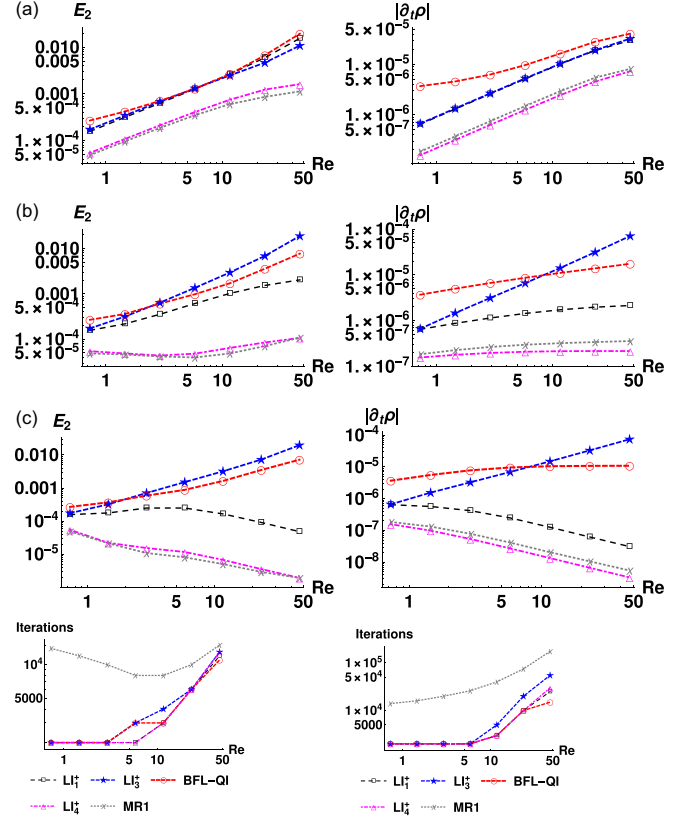 (a) E₂ |∂ₜρ|
0.010 5.×10⁻⁵
0.005 1.×10⁻⁵
0.001 5.×10⁻⁶
5.×10⁻⁴ 1.×10⁻⁶
1.×10⁻⁴ 5.×10⁻⁷
5.×10⁻⁵
1 5 10 50 Re 1 5 10 50 Re
(b) E₂ |∂ₜρ|
0.010 1.×10⁻⁴
0.005 5.×10⁻⁵
0.001 1.×10⁻⁵
5.×10⁻⁴ 5.×10⁻⁶
1.×10⁻⁴ 1.×10⁻⁶
5.×10⁻⁵ 5.×10⁻⁷
1.×10⁻⁷
1 5 10 50 Re 1 5 10 50 Re
(c) E₂ |∂ₜρ|
0.010 10⁻⁴
0.001 10⁻⁵
10⁻⁴ 10⁻⁶
10⁻⁵ 10⁻⁷
10⁻⁸
1 5 10 50 Re 1 5 10 50 Re
Iterations Iterations
10⁴ 1×10⁵
5000 5×10⁴
1×10⁴
5000
1 5 10 50 Re 1 5 10 50 Re
LI₁⁺ LI₃⁺ BFL-QI LI₁⁺ LI₃⁺ BFL-QI
LI₄⁺ MR1 LI₄⁺ MR1